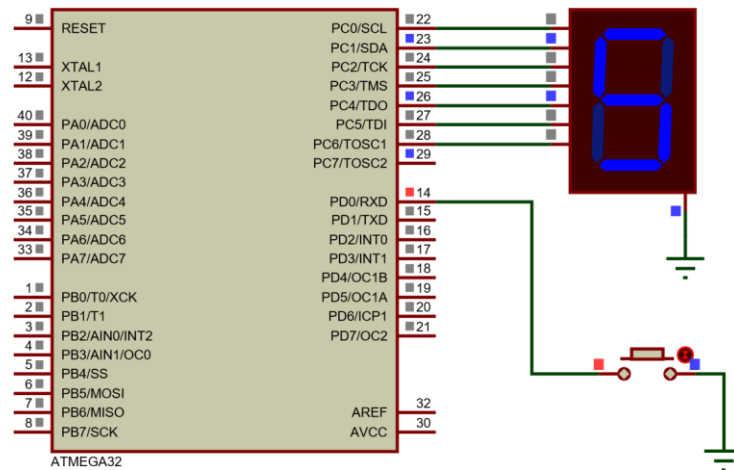 9 RESET
13 XTAL1
12 XTAL2
40 PA0/ADC0
39 PA1/ADC1
38 PA2/ADC2
37 PA3/ADC3
36 PA4/ADC4
35 PA5/ADC5
34 PA6/ADC6
33 PA7/ADC7
1 PB0/T0/XCK
2 PB1/T1
3 PB2/AIN0/INT2
4 PB3/AIN1/OC0
5 PB4/SS
6 PB5/MOSI
7 PB6/MISO
8 PB7/SCK
PC0/SCL 22
PC1/SDA 23
PC2/TCK 24
PC3/TMS 25
PC4/TDO 26
PC5/TDI 27
PC6/TOSC1 28
PC7/TOSC2 29
PD0/RXD 14
PD1/TXD 15
PD2/INT0 16
PD3/INT1 17
PD4/OC1B 18
PD5/OC1A 19
PD6/ICP1 20
PD7/OC2 21
AREF 32
AVCC 30
ATMEGA32
5